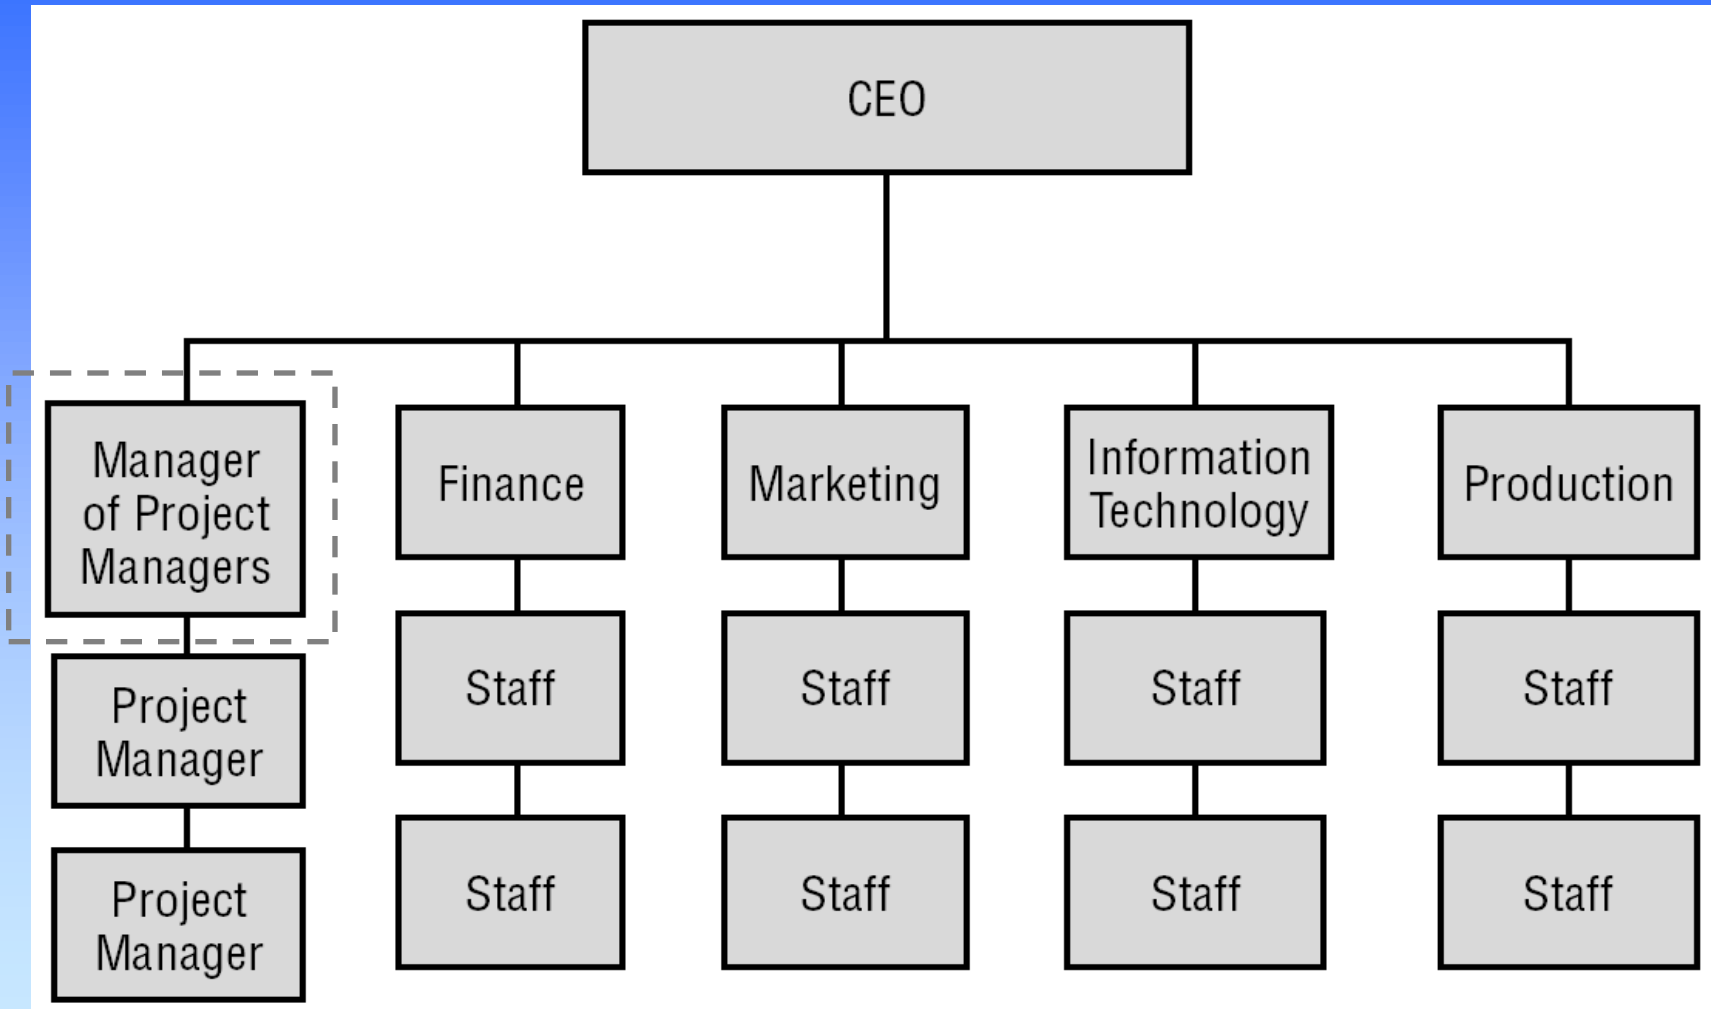 CEO
Manager
of Project
Managers
Finance
Marketing
Information
Technology
Production
Project
Manager
Staff
Staff
Staff
Staff
Project
Manager
Staff
Staff
Staff
Staff